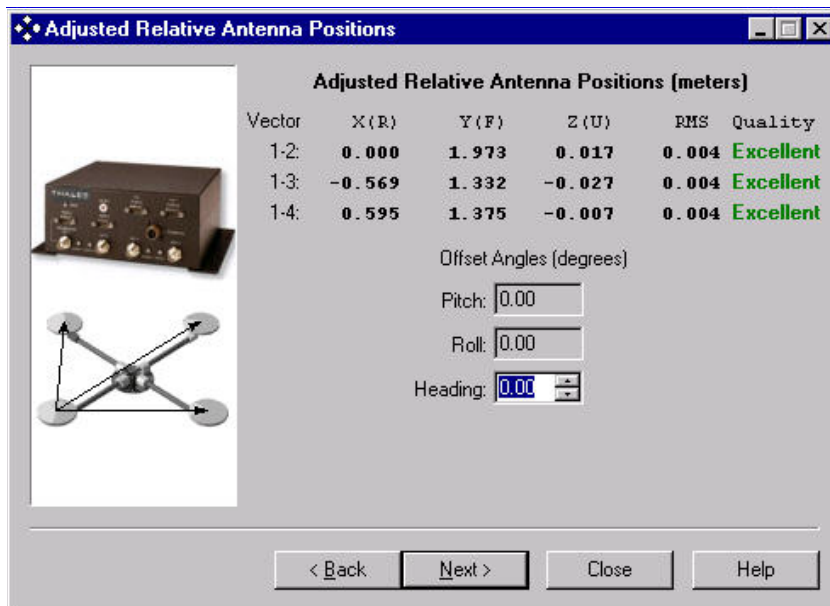 Adjusted Relative Antenna Positions
Adjusted Relative Antenna Positions (meters)
Vector X(R) Y(F) Z(U) RMS Quality
1-2: 0.000 1.973 0.017 0.004 Excellent
1-3: -0.569 1.332 -0.027 0.004 Excellent
1-4: 0.595 1.375 -0.007 0.004 Excellent
THALES
Offset Angles (degrees)
Pitch: 0.00
Roll: 0.00
Heading: 0.00
< Back Next > Close Help